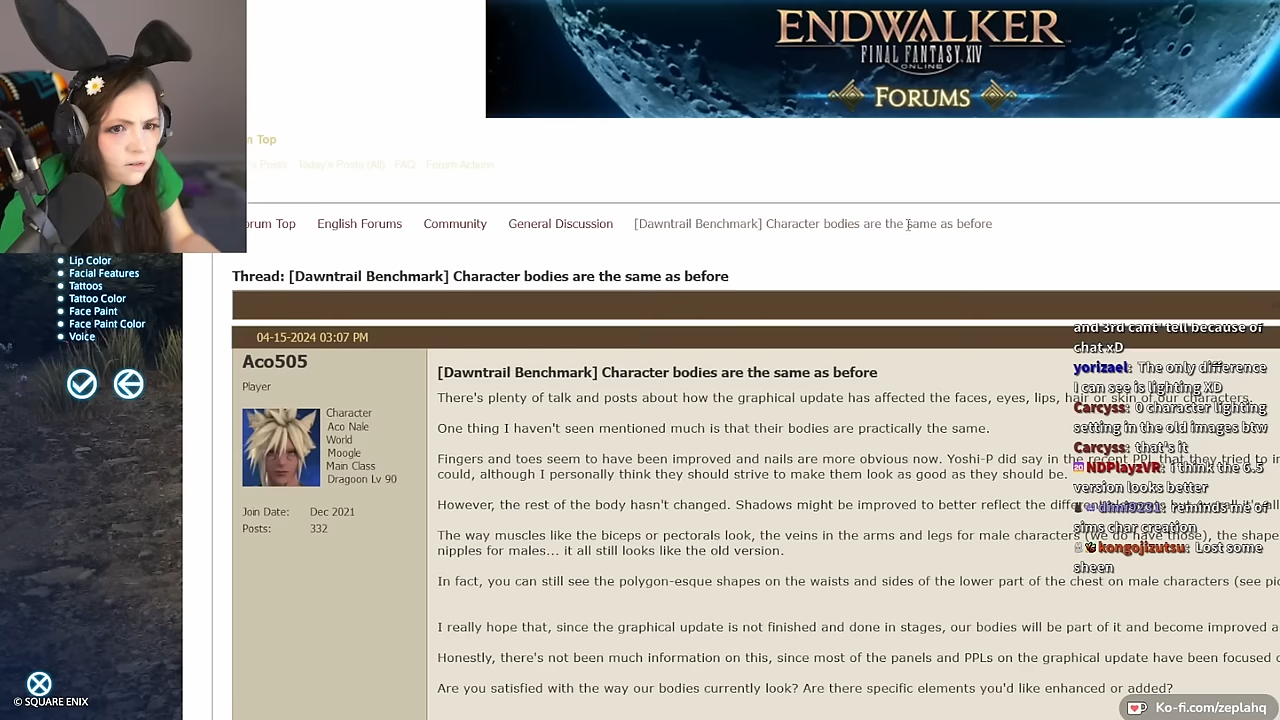 ENDWALKER
FINAL FANTASY XIV
ONLINE
FORUMS
Top
Posts Today's Posts (All) FAQ Forum Actions
orum Top English Forums Community General Discussion [Dawntrail Benchmark] Character bodies are the same as before
Thread: [Dawntrail Benchmark] Character bodies are the same as before
04-15-2024 03:07 PM
Aco505
Player
Character
Aco Nale
World
Moogle
Main Class
Dragoon Lv 90
Join Date: Dec 2021
Posts: 332
[Dawntrail Benchmark] Character bodies are the same as before
There's plenty of talk and posts about how the graphical update has affected the faces, eyes, lips, hair or skin of our characters.
One thing I haven't seen mentioned much is that their bodies are practically the same.
Fingers and toes seem to have been improved and nails are more obvious now. Yoshi-P did say in the recent PPL that they tried to
could, although I personally think they should strive to make them look as good as they should be.
However, the rest of the body hasn't changed. Shadows might be improved to better reflect the
The way muscles like the biceps or pectorals look, the veins in the arms and legs for male characters (we do have those), the shape
nipples for males... it all still looks like the old version.
In fact, you can still see the polygon-esque shapes on the waists and sides of the lower part of the chest on male characters (see
I really hope that, since the graphical update is not finished and done in stages, our bodies will be part of it and become improved
Honestly, there's not been much information on this, since most of the panels and PPLs on the graphical update have been focused
Are you satisfied with the way our bodies currently look? Are there specific elements you'd like enhanced or added?
Lip Color
Facial Features
Tattoos
Tattoo Color
Face Paint
Face Paint Color
Voice
© SQUARE ENIX
and 3rd cant' tell because of
chat xD
yorizael: The only difference
I can see is lighting XD
Carcyss: 0 character lighting
setting in the old images btw
Carcyss: that's it
NDPlayzVR: I think the 6.5
version looks better
dimi9231: reminds me of
sims char creation
kongojizutsu: Lost some
sheen
Ko-fi.com/zeplahq